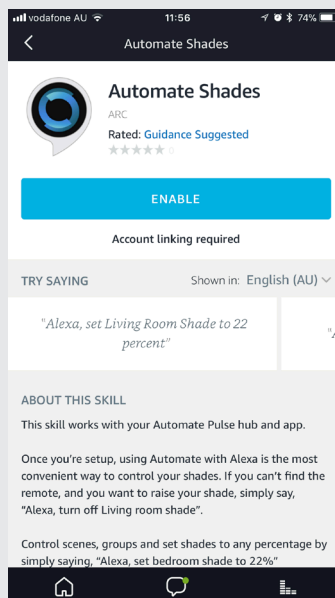 vodafone AU 11:56 74%
Automate Shades
Automate Shades
ARC
Rated: Guidance Suggested
0
ENABLE
Account linking required
TRY SAYING Shown in: English (AU)
"Alexa, set Living Room Shade to 22
percent"
ABOUT THIS SKILL
This skill works with your Automate Pulse hub and app.
Once you're setup, using Automate with Alexa is the most
convenient way to control your shades. If you can't find the
remote, and you want to raise your shade, simply say,
“Alexa, turn off Living room shade”.
Control scenes, groups and set shades to any percentage by
simply saying, “Alexa, set bedroom shade to 22%"